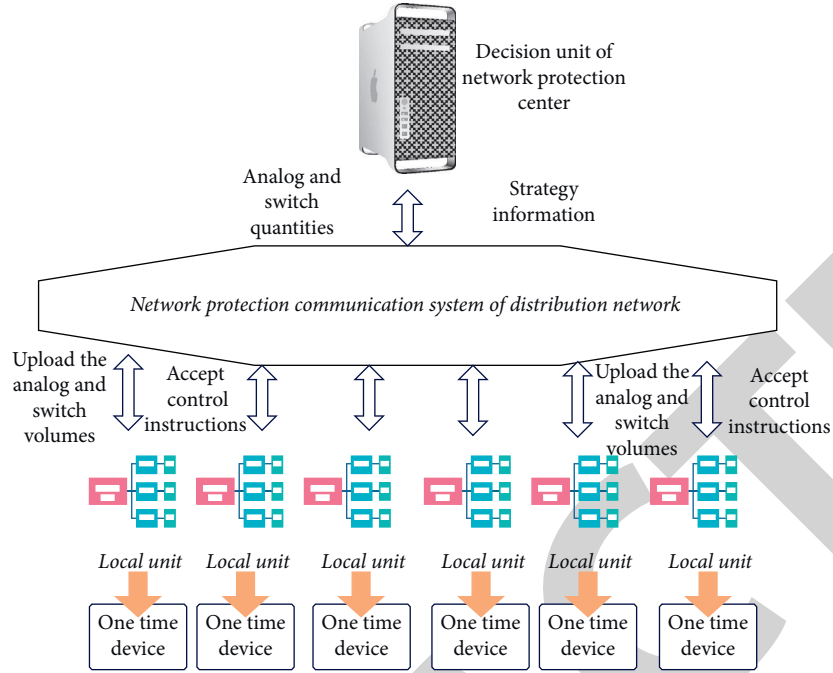 Decision unit of
network protection
center
Analog and
switch
quantities
Strategy
information
Network protection communication system of distribution network
Upload the
analog and
switch
volumes
Accept
control
instructions
Upload the
analog and
switch
volumes
Accept
control
instructions
Local unit
Local unit
Local unit
Local unit
Local unit
Local unit
One time
device
One time
device
One time
device
One time
device
One time
device
One time
device